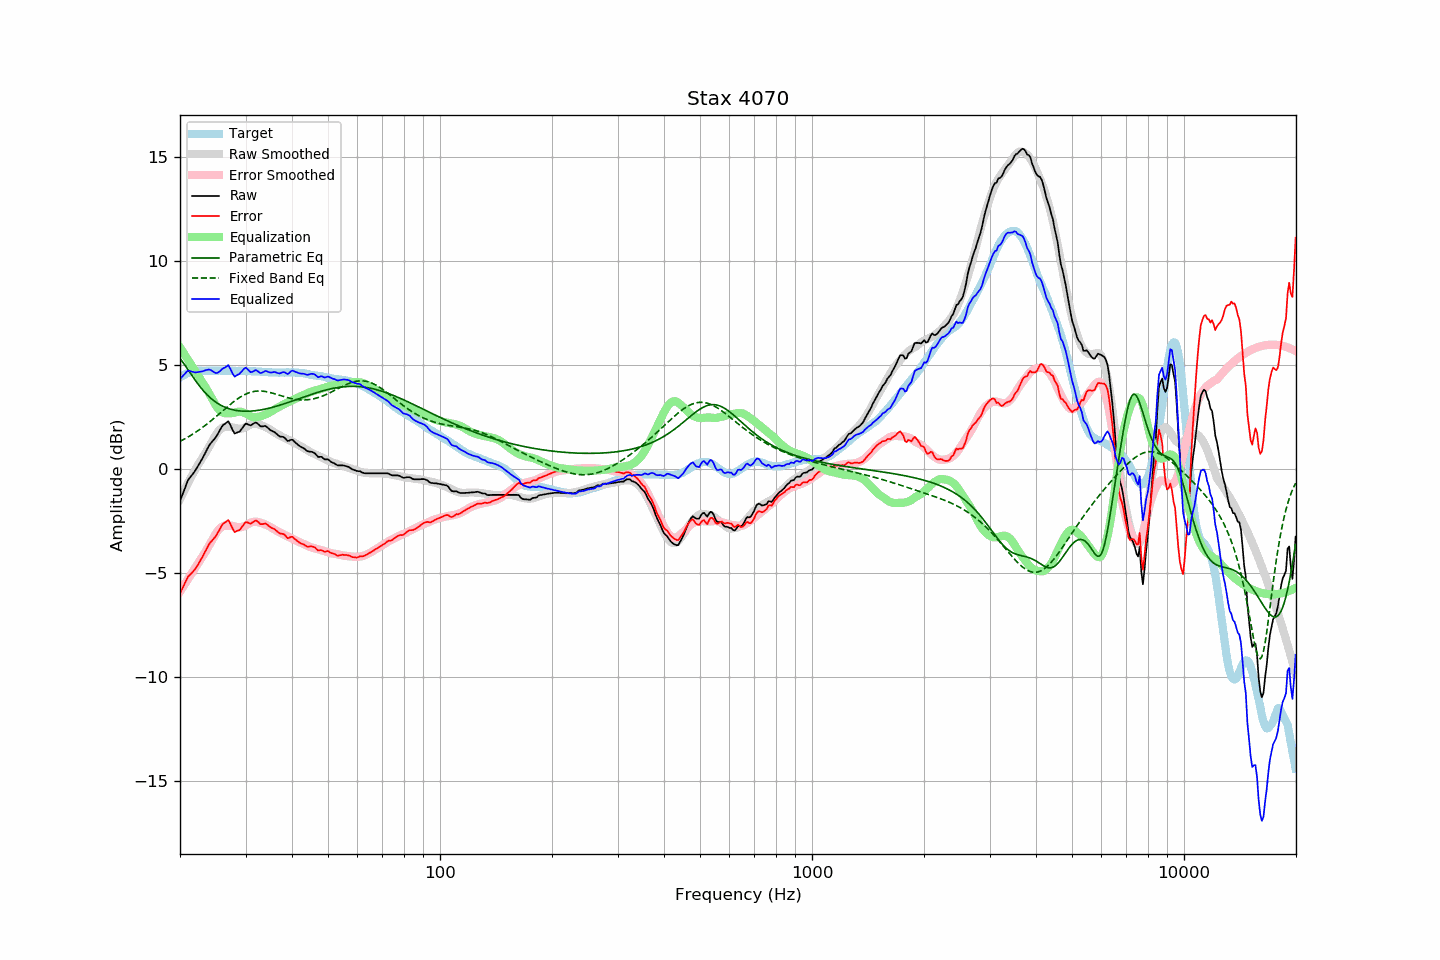 Stax 4070
Target
Raw Smoothed
Error Smoothed
Raw
Error
Equalization
Parametric Eq
Fixed Band Eq
Equalized
Amplitude (dBr)
15
10
5
0
−5
−10
−15
100
1000
10000
Frequency (Hz)